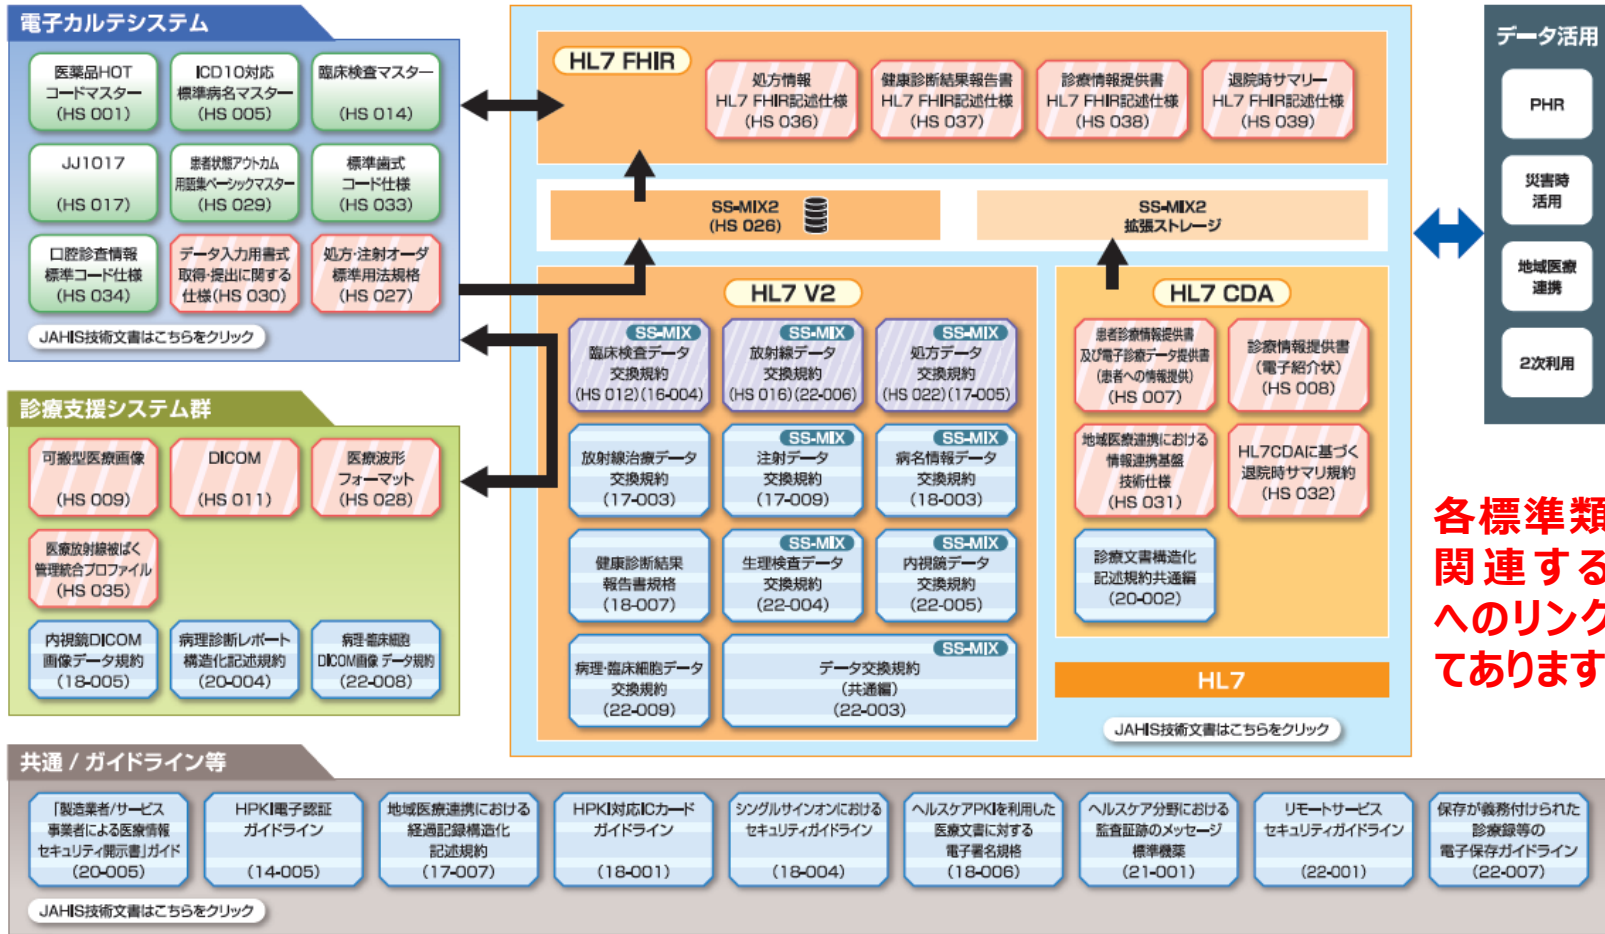 電子カルテシステム
医薬品HOT
コードマスター
(HS 001)
ICD10対応
標準病名マスター
(HS 005)
臨床検査マスター
(HS 014)
JJ1017
(HS 017)
患者状態アウトカム
用語集ベーシックマスター
(HS 029)
標準歯式
コード仕様
(HS 033)
口腔診査情報
標準コード仕様
(HS 034)
データ入力用書式
取得・提出に関する
仕様(HS 030)
処方・注射オーダ
標準用法規格
(HS 027)
JAHIS技術文書はこちらをクリック
診療支援システム群
可搬型医療画像
(HS 009)
DICOM
(HS 011)
医療波形
フォーマット
(HS 028)
医療放射線被ばく
管理統合プロファイル
(HS 035)
内視鏡DICOM
画像データ規約
(18-005)
病理診断レポート
構造化記述規約
(20-004)
病理・臨床細胞
DICOM画像 データ規約
(22-008)
HL7 FHIR
処方情報
HL7 FHIR記述仕様
(HS 036)
健康診断結果報告書
HL7 FHIR記述仕様
(HS 037)
診療情報提供書
HL7 FHIR記述仕様
(HS 038)
退院時サマリー
HL7 FHIR記述仕様
(HS 039)
SS-MIX2
(HS 026)
SS-MIX2
拡張ストレージ
HL7 V2
SS-MIX
臨床検査データ
交換規約
(HS 012)(16-004)
SS-MIX
放射線データ
交換規約
(HS 016)(22-006)
SS-MIX
処方データ
交換規約
(HS 022)(17-005)
放射線治療データ
交換規約
(17-003)
SS-MIX
注射データ
交換規約
(17-009)
SS-MIX
病名情報データ
交換規約
(18-003)
健康診断結果
報告書規格
(18-007)
SS-MIX
生理検査データ
交換規約
(22-004)
SS-MIX
内視鏡データ
交換規約
(22-005)
病理・臨床細胞データ
交換規約
(22-009)
SS-MIX
データ交換規約
(共通編)
(22-003)
HL7 CDA
患者診療情報提供書
及び電子診療データ提供書
(患者への情報提供)
(HS 007)
診療情報提供書
(電子紹介状)
(HS 008)
地域医療連携における
情報連携基盤
技術仕様
(HS 031)
HL7CDAに基づく
退院時サマリ規約
(HS 032)
診療文書構造化
記述規約共通編
(20-002)
HL7
JAHIS技術文書はこちらをクリック
データ活用
PHR
災害時
活用
地域医療
連携
2次利用
各標準類
関連する
へのリンク
てあります
共通 / ガイドライン等
「製造業者/サービス
事業者による医療情報
セキュリティ開示書」ガイド
(20-005)
HPKI電子認証
ガイドライン
(14-005)
地域医療連携における
経過記録構造化
記述規約
(17-007)
HPKI対応ICカード
ガイドライン
(18-001)
シングルサインオンにおける
セキュリティガイドライン
(18-004)
ヘルスケアPKIを利用した
医療文書に対する
電子署名規格
(18-006)
ヘルスケア分野における
監査証跡のメッセージ
標準機薬
(21-001)
リモートサービス
セキュリティガイドライン
(22-001)
保存が義務付けられた
診療録等の
電子保存ガイドライン
(22-007)
JAHIS技術文書はこちらをクリック